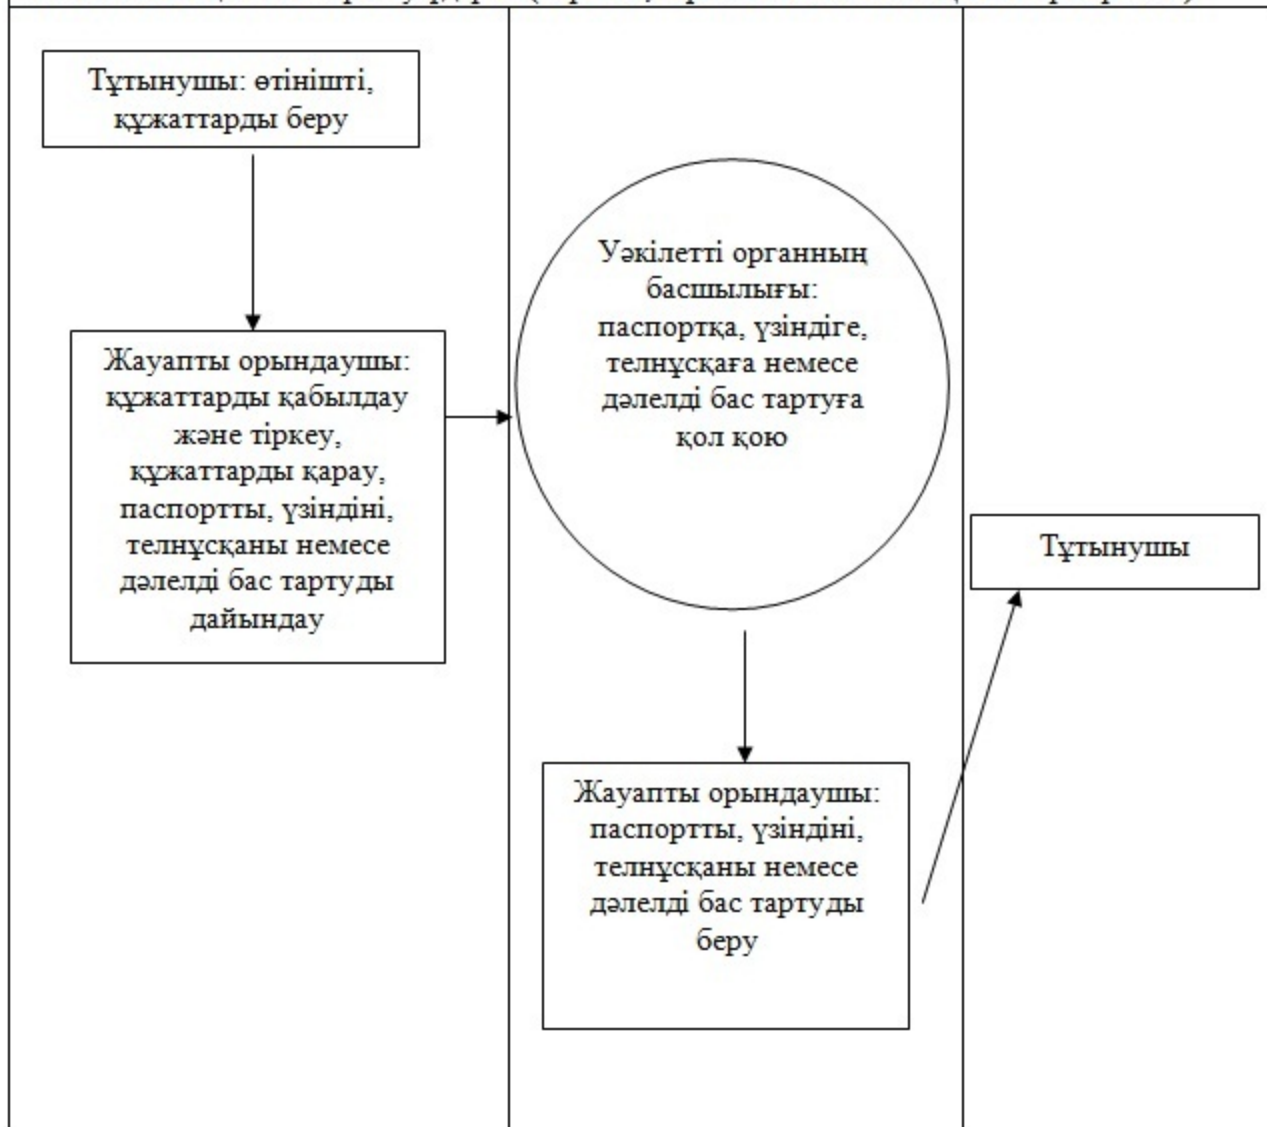 Тұтынушы: өтінішті,
құжаттарды беру
Жауапты орындаушы:
құжаттарды қабылдау
және тіркеу,
құжаттарды қарау,
паспортты, үзіндіні,
телнұсқаны немесе
дәлелді бас тартуды
дайындау
Уәкілетті органның
басшылығы:
паспортқа, үзіндіге,
телнұсқаға немесе
дәлелді бас тартуға
қол қою
Жауапты орындаушы:
паспортты, үзіндіні,
телнұсқаны немесе
дәлелді бас тартуды
беру
Тұтынушы